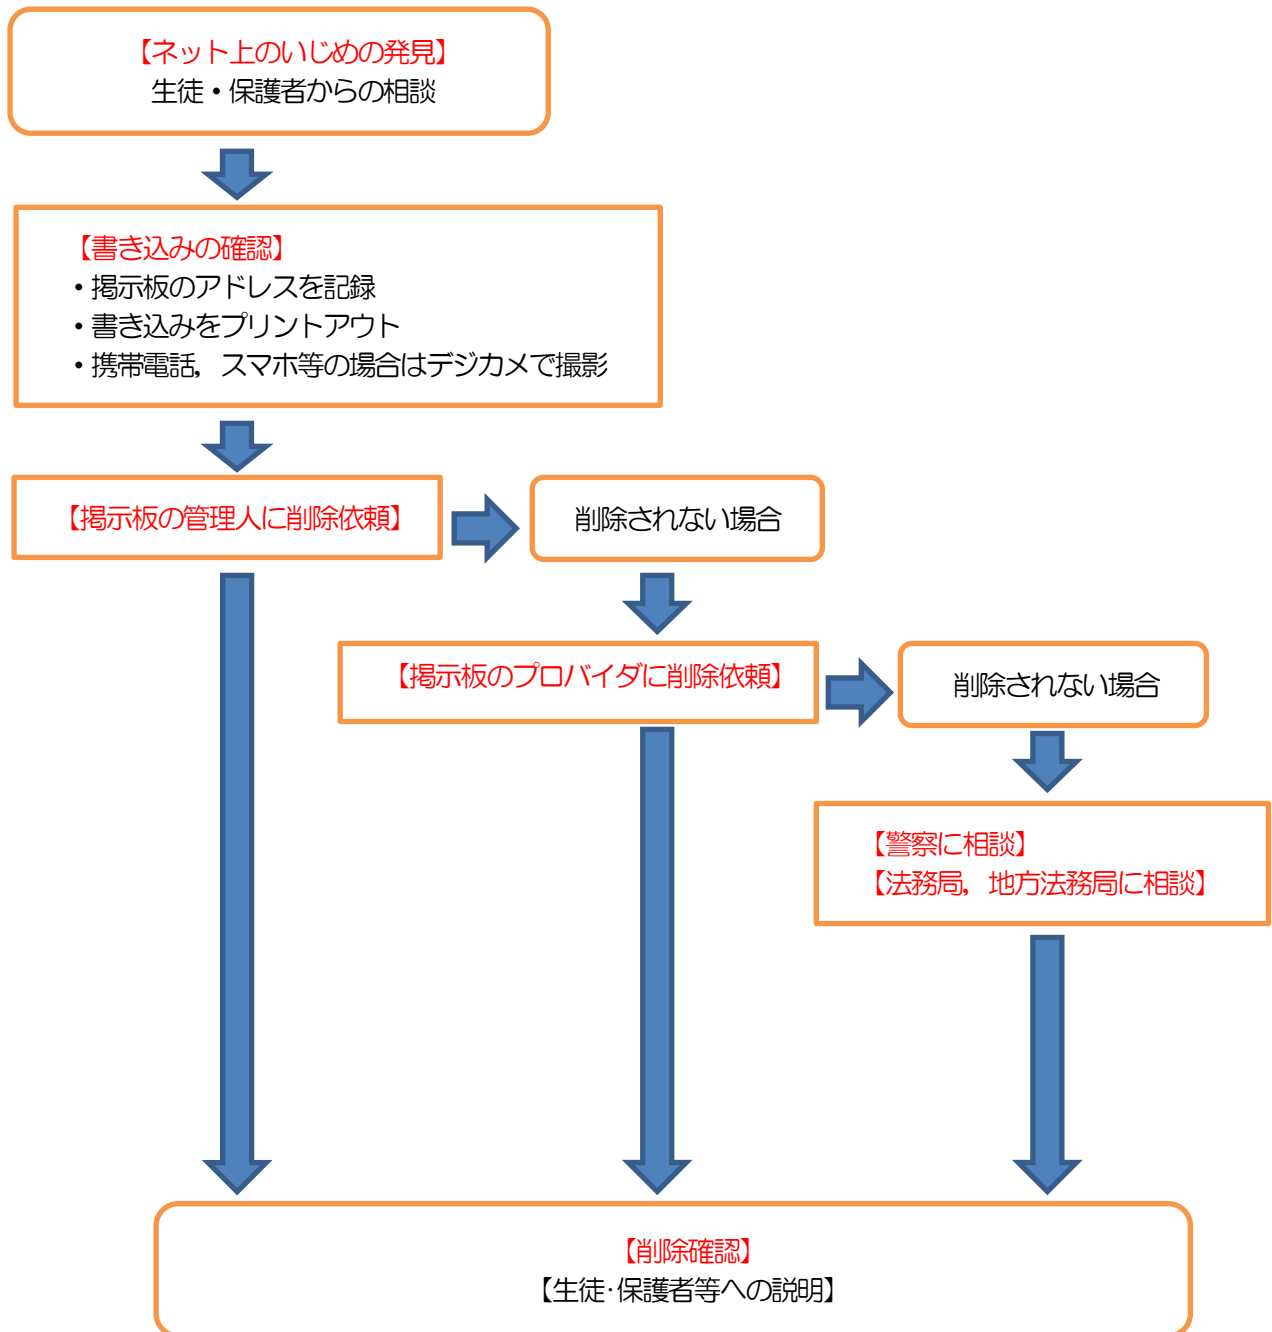 【ネット上のいじめの発見】
生徒・保護者からの相談
【書き込みの確認】
・掲示板のアドレスを記録
・書き込みをプリントアウト
・携帯電話，スマホ等の場合はデジカメで撮影
【掲示板の管理人に削除依頼】
削除されない場合
【掲示板のプロバイダに削除依頼】
削除されない場合
【警察に相談】
【法務局，地方法務局に相談】
【削除確認】
【生徒・保護者等への説明】